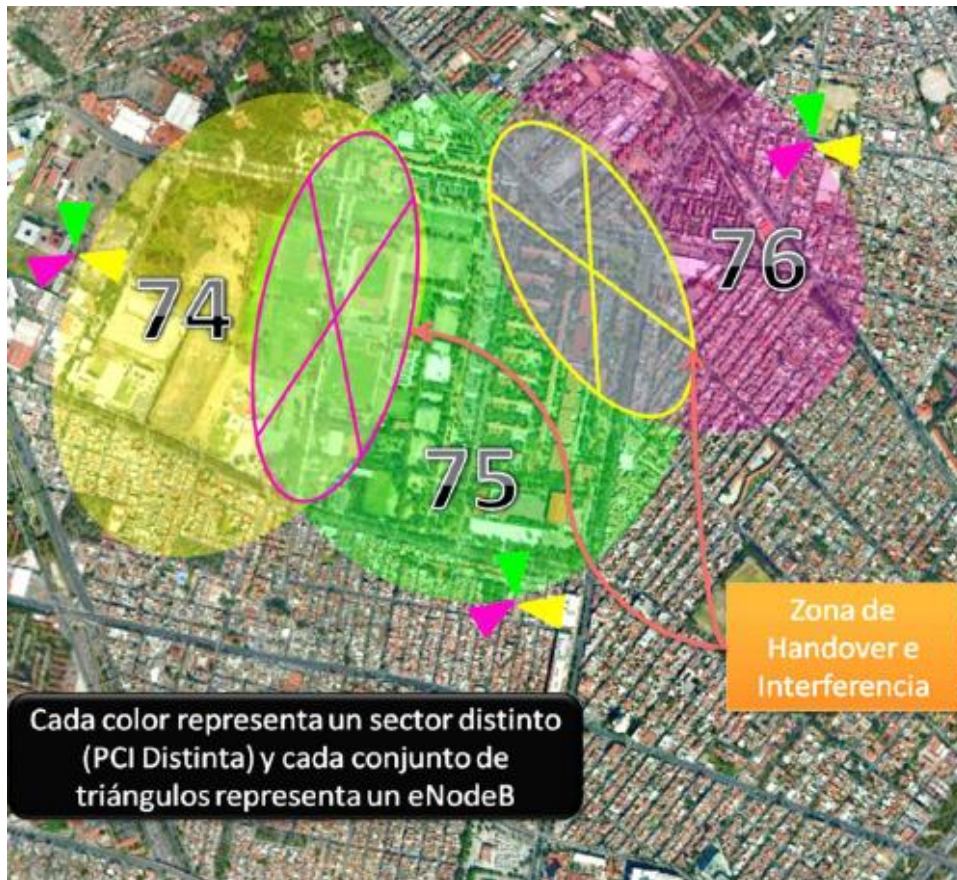 76
74
75
Zona de
Handover e
Interferencia
Cada color representa un sector distinto
(PCI Distinta) y cada conjunto de
triángulos representa un eNodeB